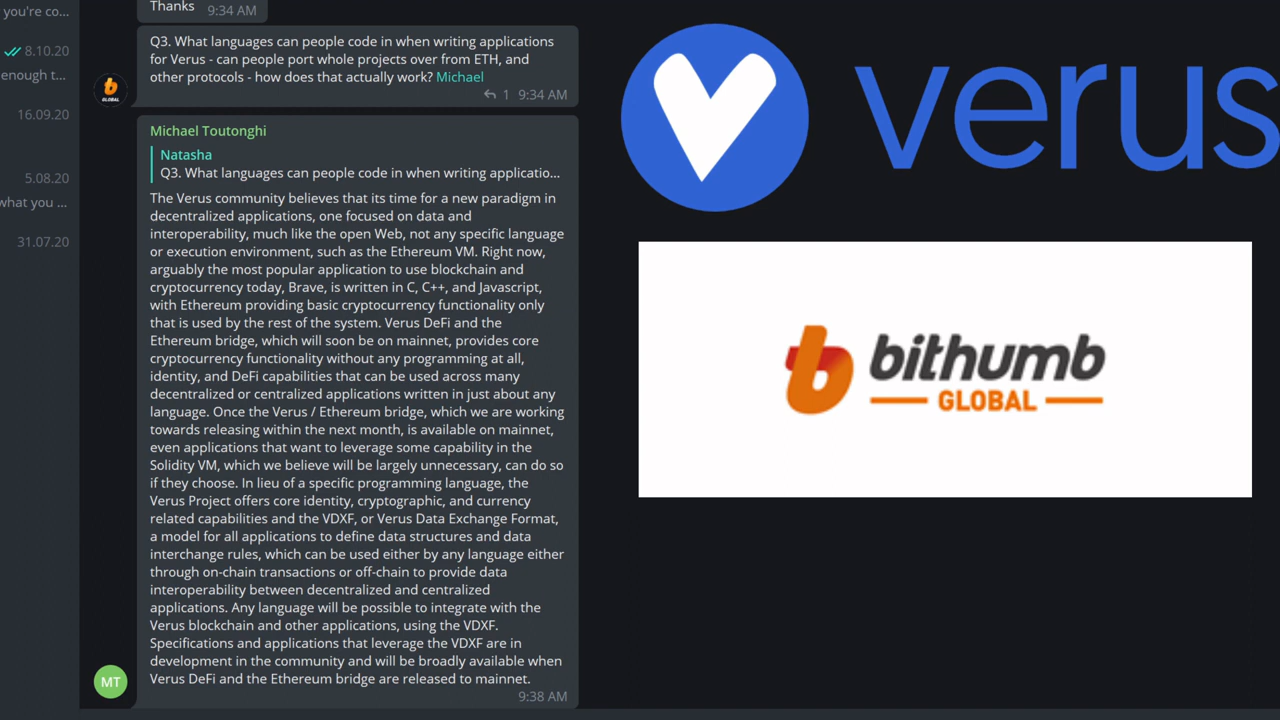 you're co...
8.10.20
enough t...
16.09.20
5.08.20
what you ...
31.07.20
Thanks
9:34 AM
Q3. What languages can people code in when writing applications
for Verus - can people port whole projects over from ETH, and
other protocols - how does that actually work? Michael
1 9:34 AM
b
GLOBAL
Michael Toutonghi
Natasha
Q3. What languages can people code in when writing applicatio...
The Verus community believes that its time for a new paradigm in
decentralized applications, one focused on data and
interoperability, much like the open Web, not any specific language
or execution environment, such as the Ethereum VM. Right now,
arguably the most popular application to use blockchain and
cryptocurrency today, Brave, is written in C, C++, and Javascript,
with Ethereum providing basic cryptocurrency functionality only
that is used by the rest of the system. Verus DeFi and the
Ethereum bridge, which will soon be on mainnet, provides core
cryptocurrency functionality without any programming at all,
identity, and DeFi capabilities that can be used across many
decentralized or centralized applications written in just about any
language. Once the Verus / Ethereum bridge, which we are working
towards releasing within the next month, is available on mainnet,
even applications that want to leverage some capability in the
Solidity VM, which we believe will be largely unnecessary, can do so
if they choose. In lieu of a specific programming language, the
Verus Project offers core identity, cryptographic, and currency
related capabilities and the VDXF, or Verus Data Exchange Format,
a model for all applications to define data structures and data
interchange rules, which can be used either by any language either
through on-chain transactions or off-chain to provide data
interoperability between decentralized and centralized
applications. Any language will be possible to integrate with the
Verus blockchain and other applications, using the VDXF.
Specifications and applications that leverage the VDXF are in
development in the community and will be broadly available when
Verus DeFi and the Ethereum bridge are released to mainnet.
9:38 AM
MT
verus
b bithumb
GLOBAL